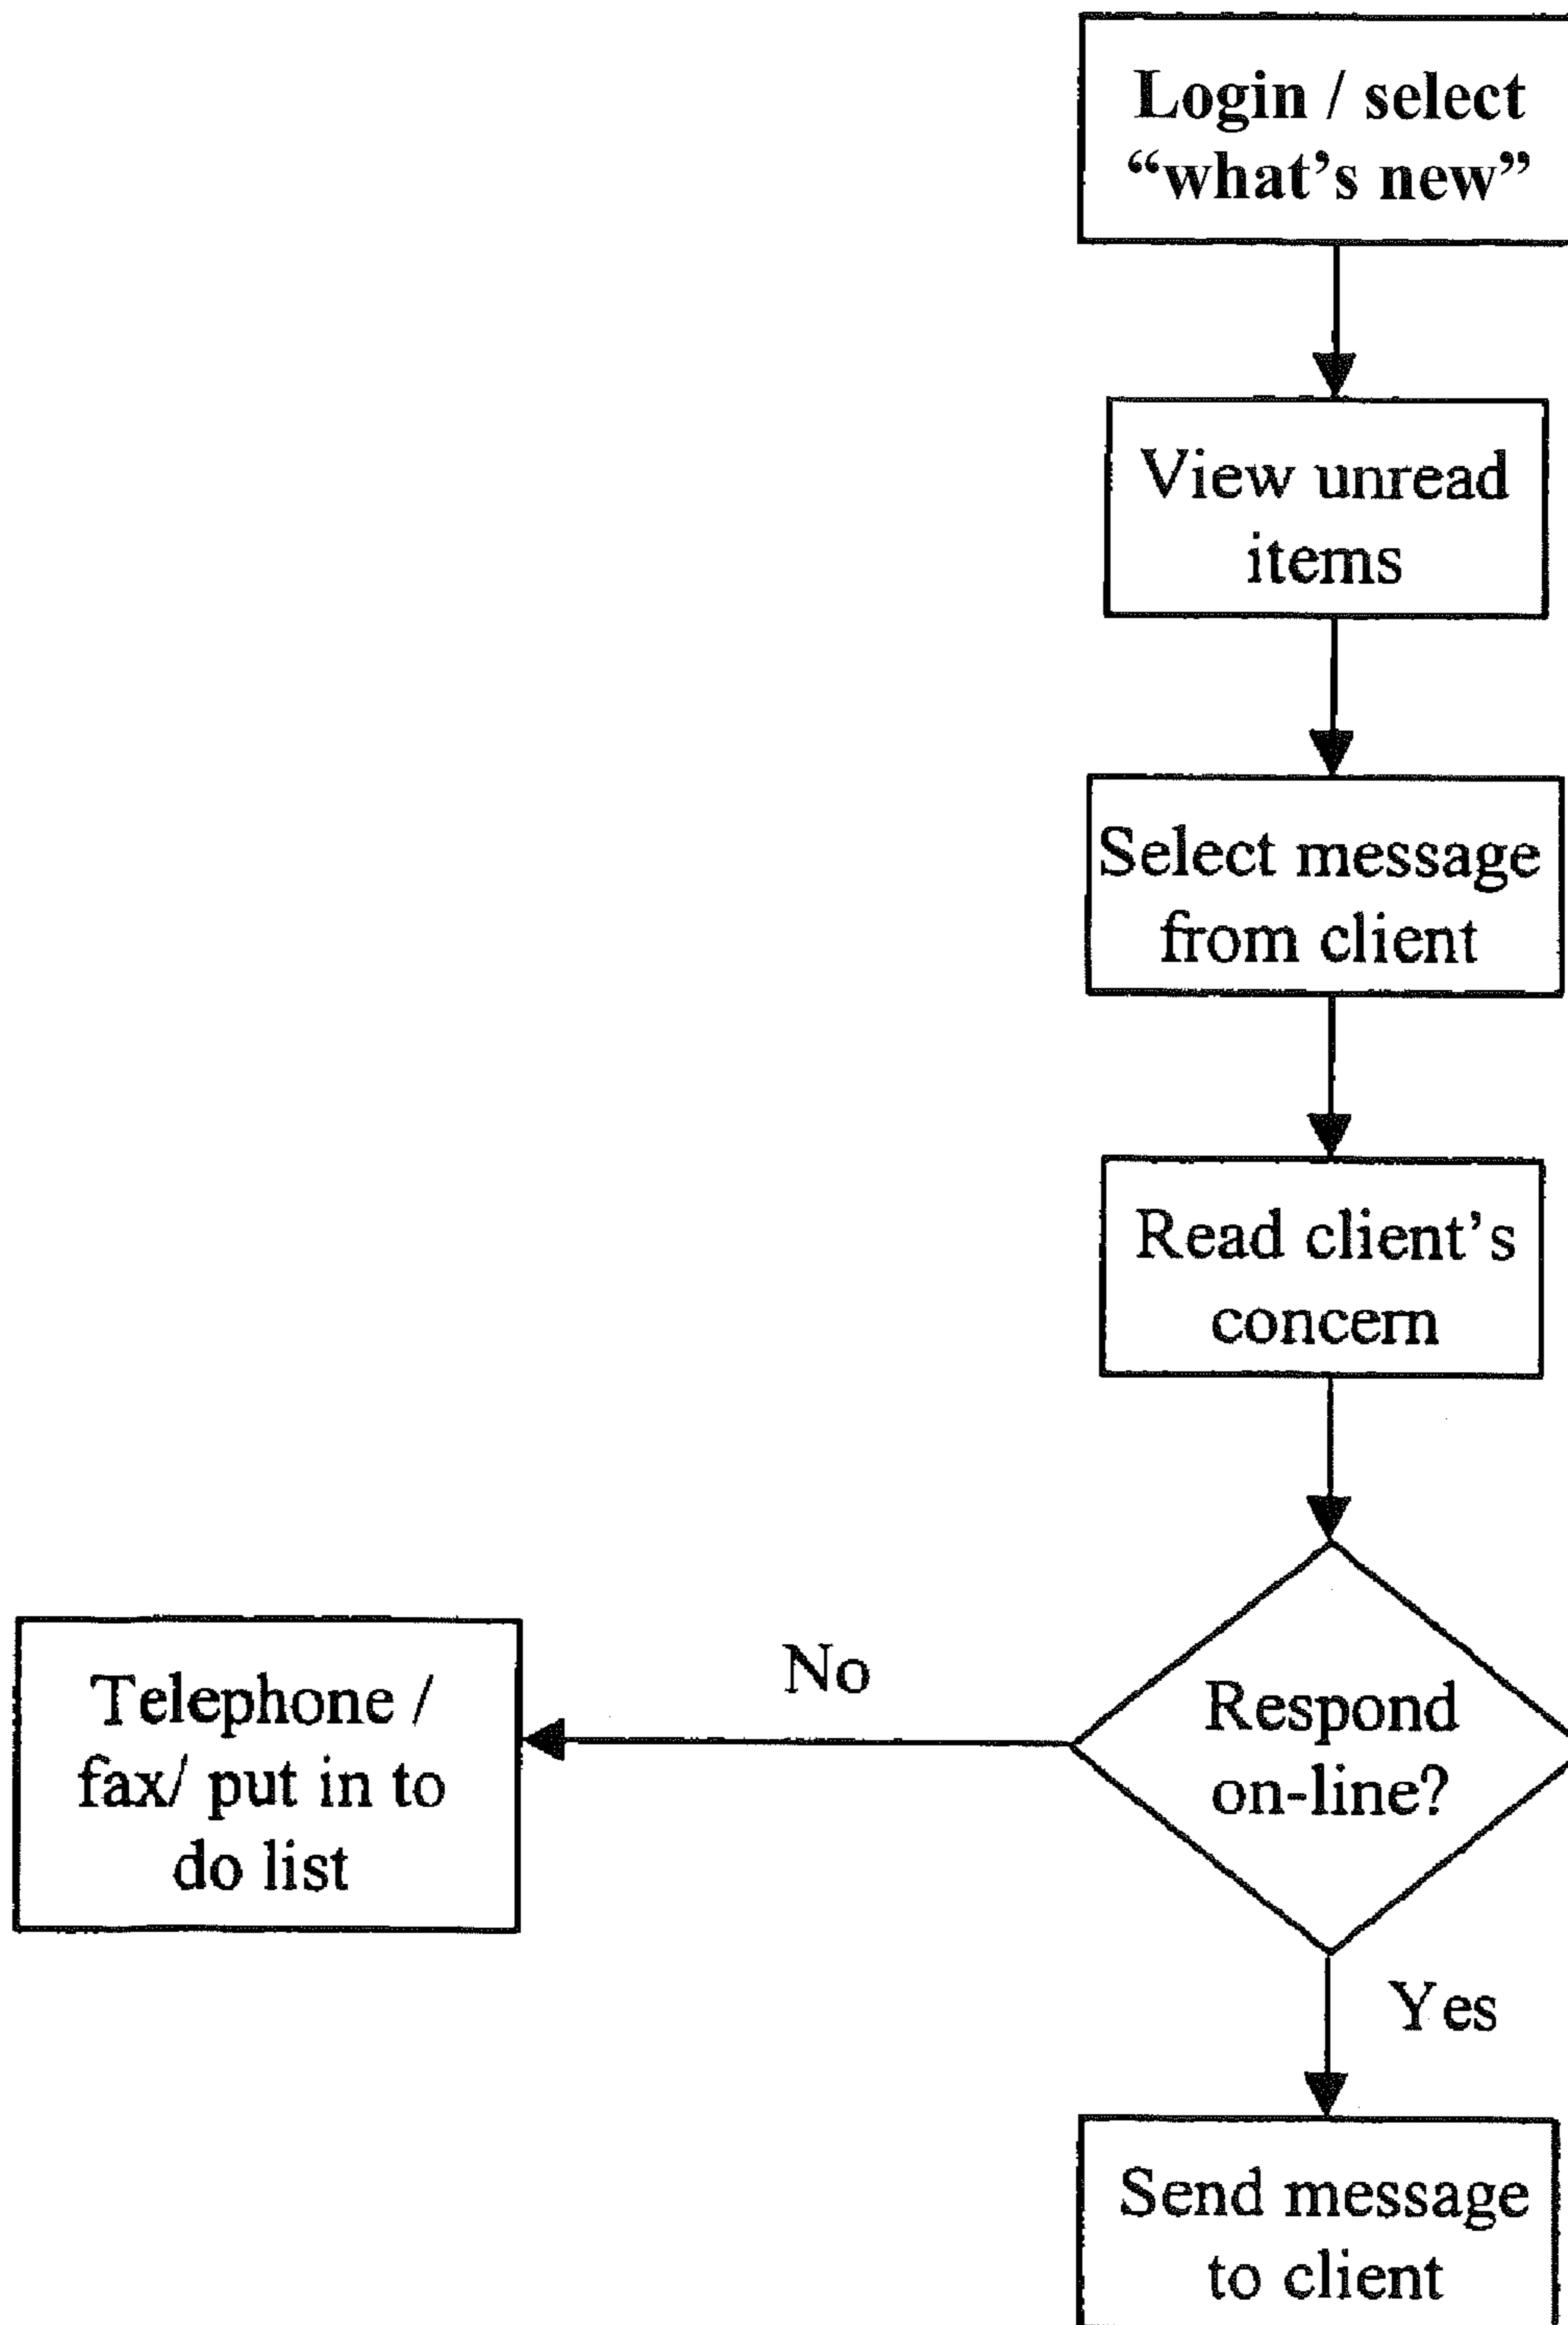 Login / select
“what’s new”
View unread
items
Select message
from client
Read client’s
concern
Respond
on-line?
No
Telephone /
fax/ put in to
do list
Yes
Send message
to client